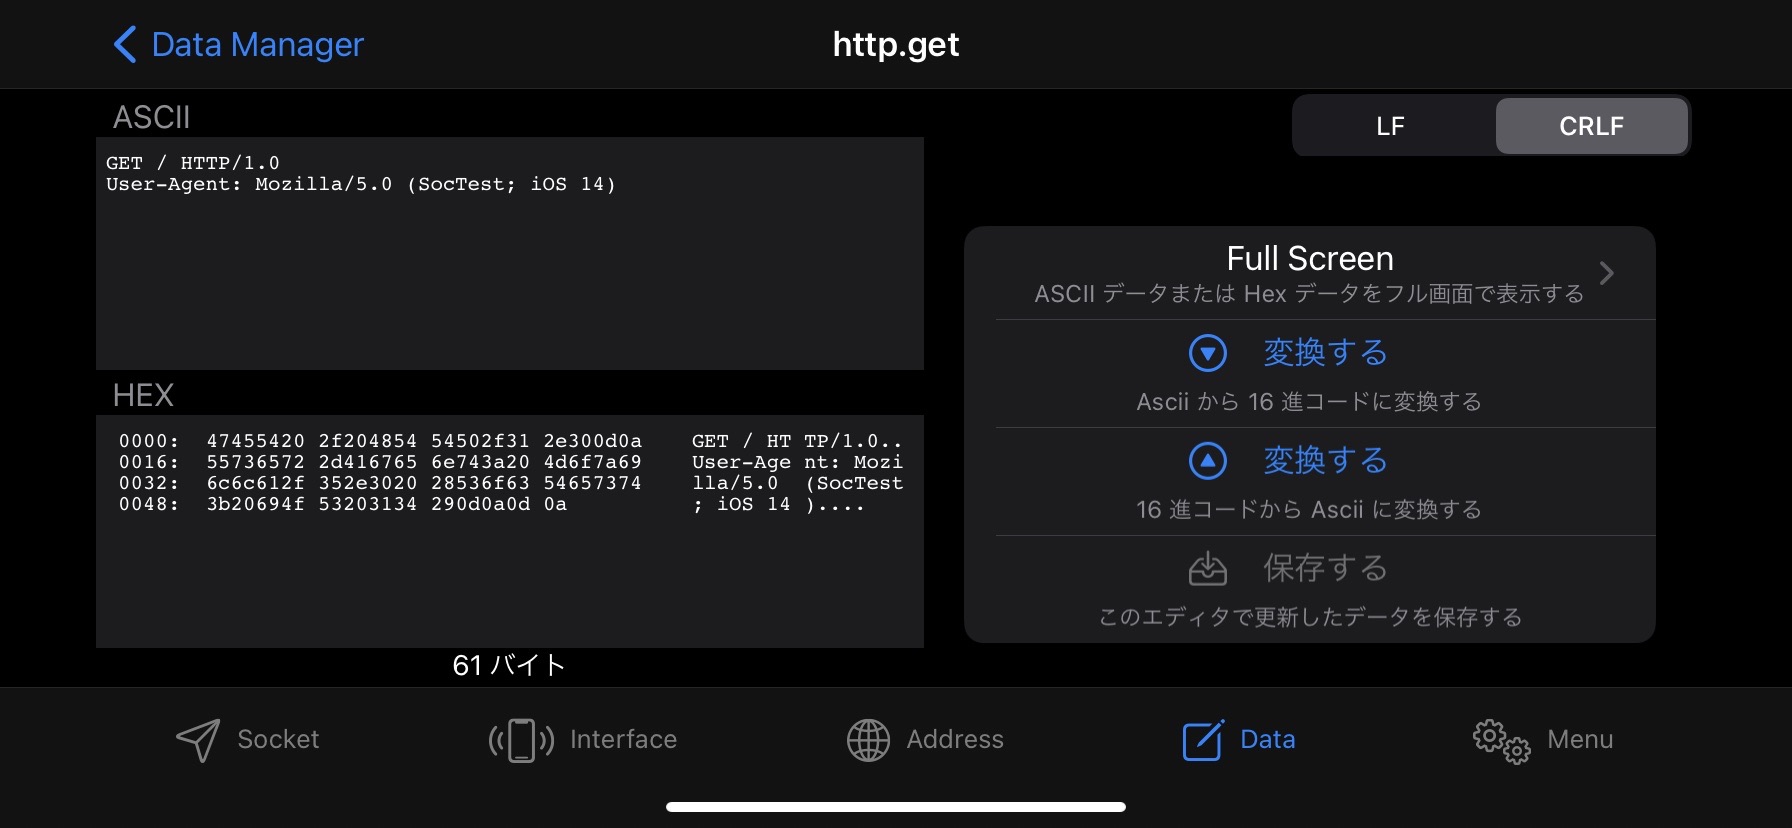 Data Manager
http.get
ASCII
LF
CRLF
GET / HTTP/1.0
User-Agent: Mozilla/5.0 (SocTest; iOS 14)
Full Screen
ASCII データまたは Hex データをフル画面で表示する
変換する
Ascii から 16 進コードに変換する
変換する
16 進コードから Ascii に変換する
保存する
このエディタで更新したデータを保存する
HEX
0000: 47455420 2f204854 54502f31 2e300d0a GET / HT TP/1.0..
0016: 55736572 2d416765 6e743a20 4d6f7a69 User-Age nt: Mozi
0032: 6c6c612f 352e3020 28536f63 54657374 lla/5.0 (SocTest
0048: 3b20694f 53203134 290d0a0d 0a ; iOS 14 )....
61 バイト
Socket
Interface
Address
Data
Menu